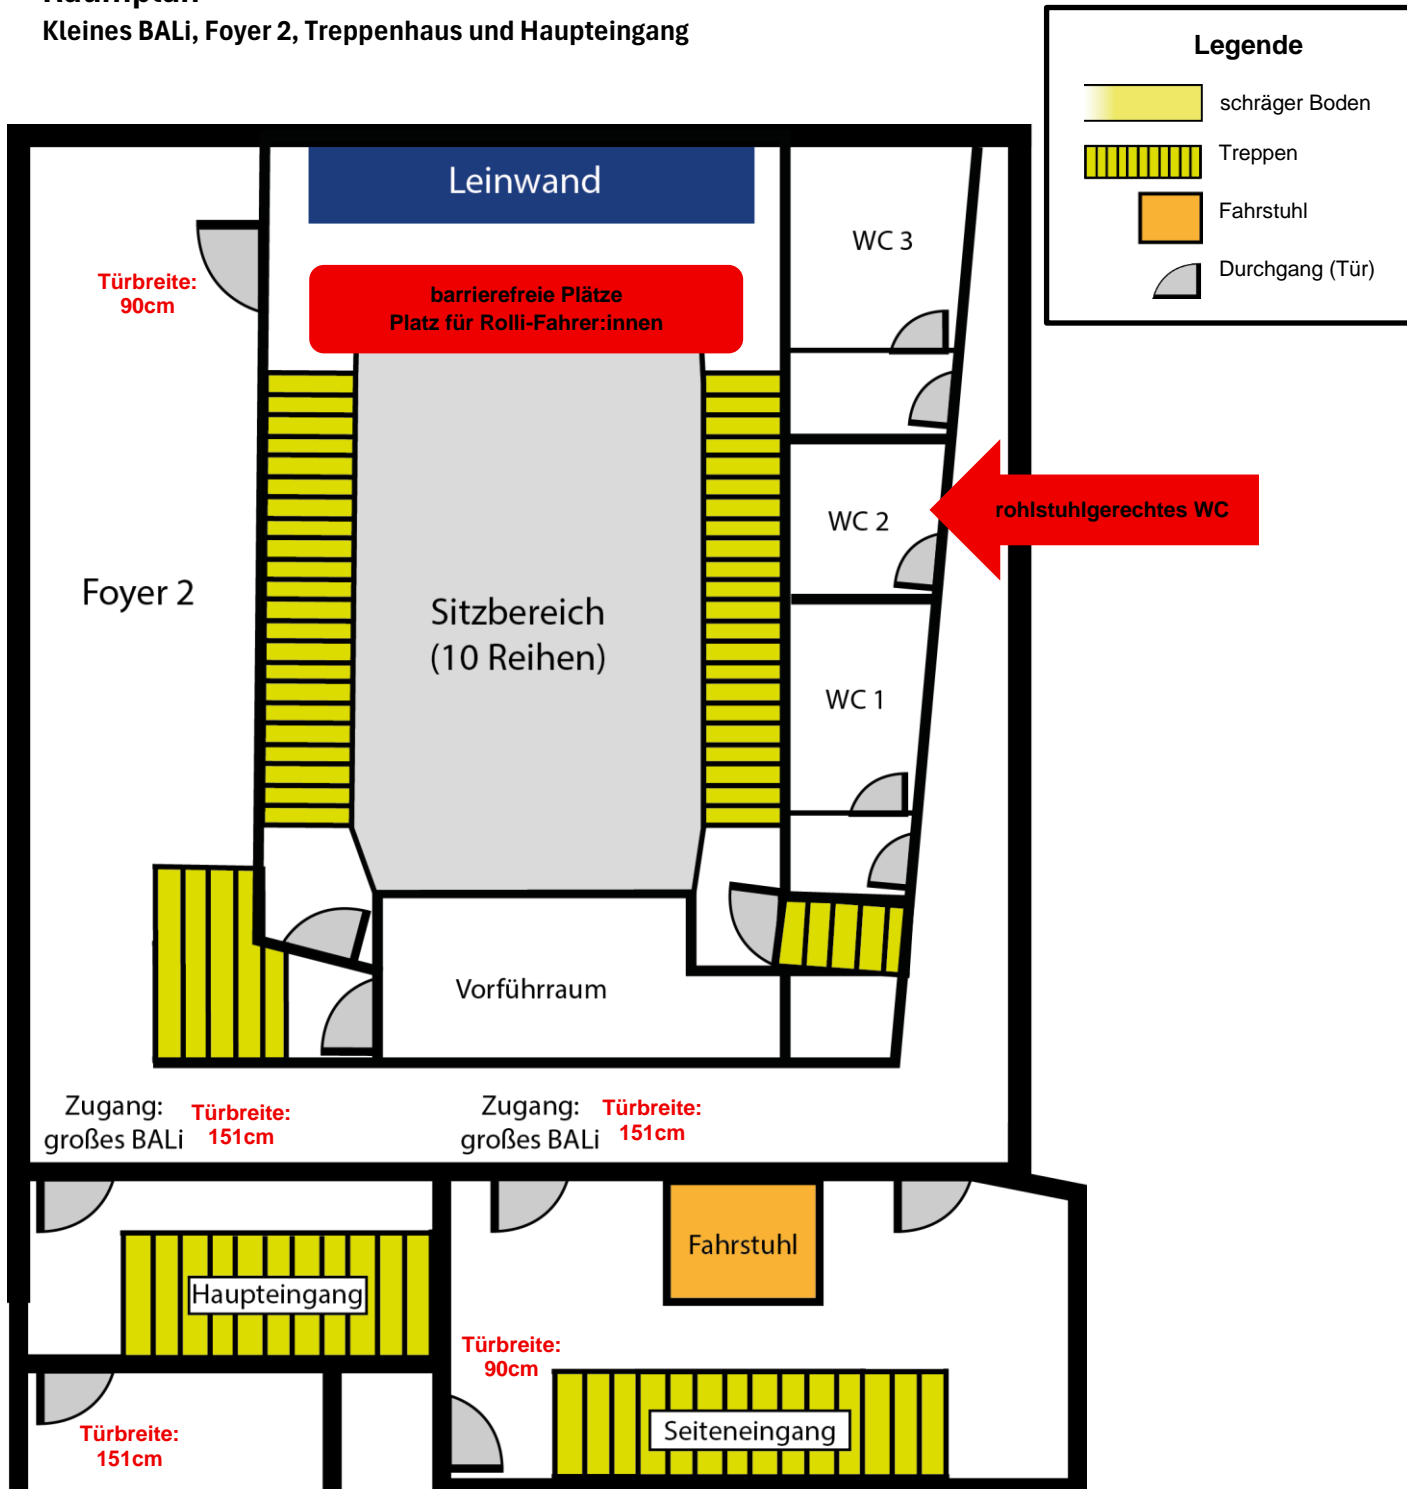 Kleines BALi, Foyer 2, Treppenhaus und Haupteingang
Legende
schräger Boden
Treppen
Fahrstuhl
Durchgang (Tür)
Leinwand
WC 3
Türbreite:
90cm
barrierefreie Plätze
Platz für Rolli-Fahrer:innen
WC 2
rohlstuhlgerechtes WC
Foyer 2
Sitzbereich
(10 Reihen)
WC 1
Vorführraum
Zugang:
großes BALi
Türbreite:
151cm
Zugang:
großes BALi
Türbreite:
151cm
Fahrstuhl
Haupteingang
Türbreite:
90cm
Seiteneingang
Türbreite:
151cm